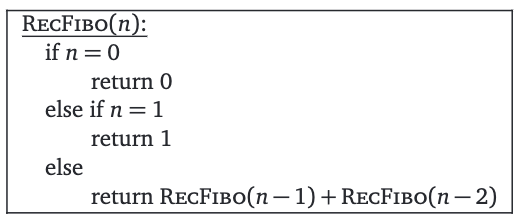 RECFIBO(n):
if n = 0
return 0
else if n = 1
return 1
else
return RECFIBO(n − 1) + RECFIBO(n − 2)